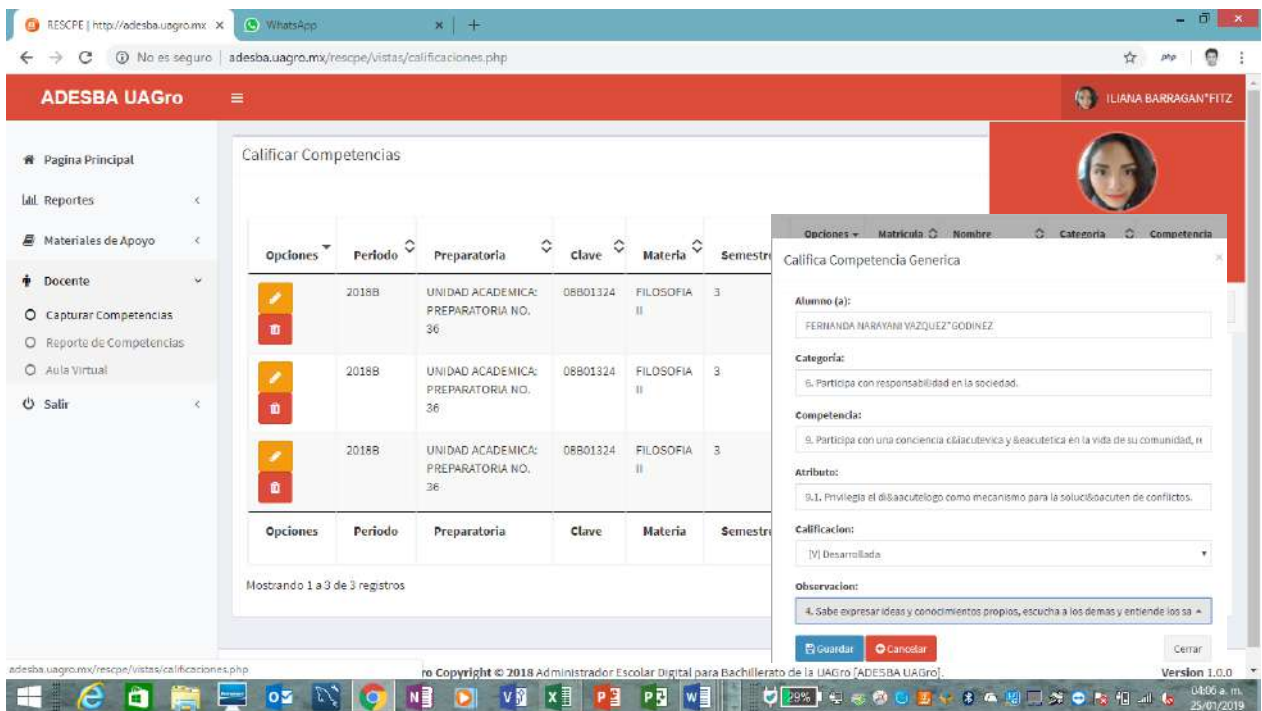 RESCPE | http://adesba.uagro.mx
WhatsApp
No es seguro | adesba.uagro.mx/rescpe/vistas/calificaciones.php
php
ADESBA UAGro
ILIANA BARRAGAN*FITZ
Pagina Principal
Reportes
Materiales de Apoyo
Docente
Capturar Competencias
Reporte de Competencias
Aula Virtual
Salir
Calificar Competencias
Opciones Periodo Preparatoria Clave Materia Semestre
2018B UNIDAD ACADEMICA: 08B01324 FILOSOFIA 3
PREPARATORIA NO. II
36
2018B UNIDAD ACADEMICA: 08B01324 FILOSOFIA 3
PREPARATORIA NO. II
36
2018B UNIDAD ACADEMICA: 08B01324 FILOSOFIA 3
PREPARATORIA NO. II
36
Opciones Periodo Preparatoria Clave Materia Semestre
Mostrando 1 a 3 de 3 registros
Opciones Matricula Nombre Categoria Competencia
Califica Competencia Generica
Alumno (a):
FERNANDA NARAYANI VAZQUEZ*GODINEZ
Categoría:
6. Participa con responsabilidad en la sociedad.
Competencia:
9. Participa con una conciencia c&iacutevica y &eacutetica en la vida de su comunidad, re
Atributo:
9.1. Privilegia el di&aacutelogo como mecanismo para la soluci&oacuten de conflictos.
Calificacion:
[V] Desarrollada
Observacion:
4. Sabe expresar ideas y conocimientos propios, escucha a los demas y entiende los sa
Guardar Cancelar Cerrar
adesba.uagro.mx/rescpe/vistas/calificaciones.php
ro Copyright © 2018 Administrador Escolar Digital para Bachillerato de la UAGro [ADESBA UAGro].
Version 1.0.0
29%
04:06 a. m.
25/01/2019